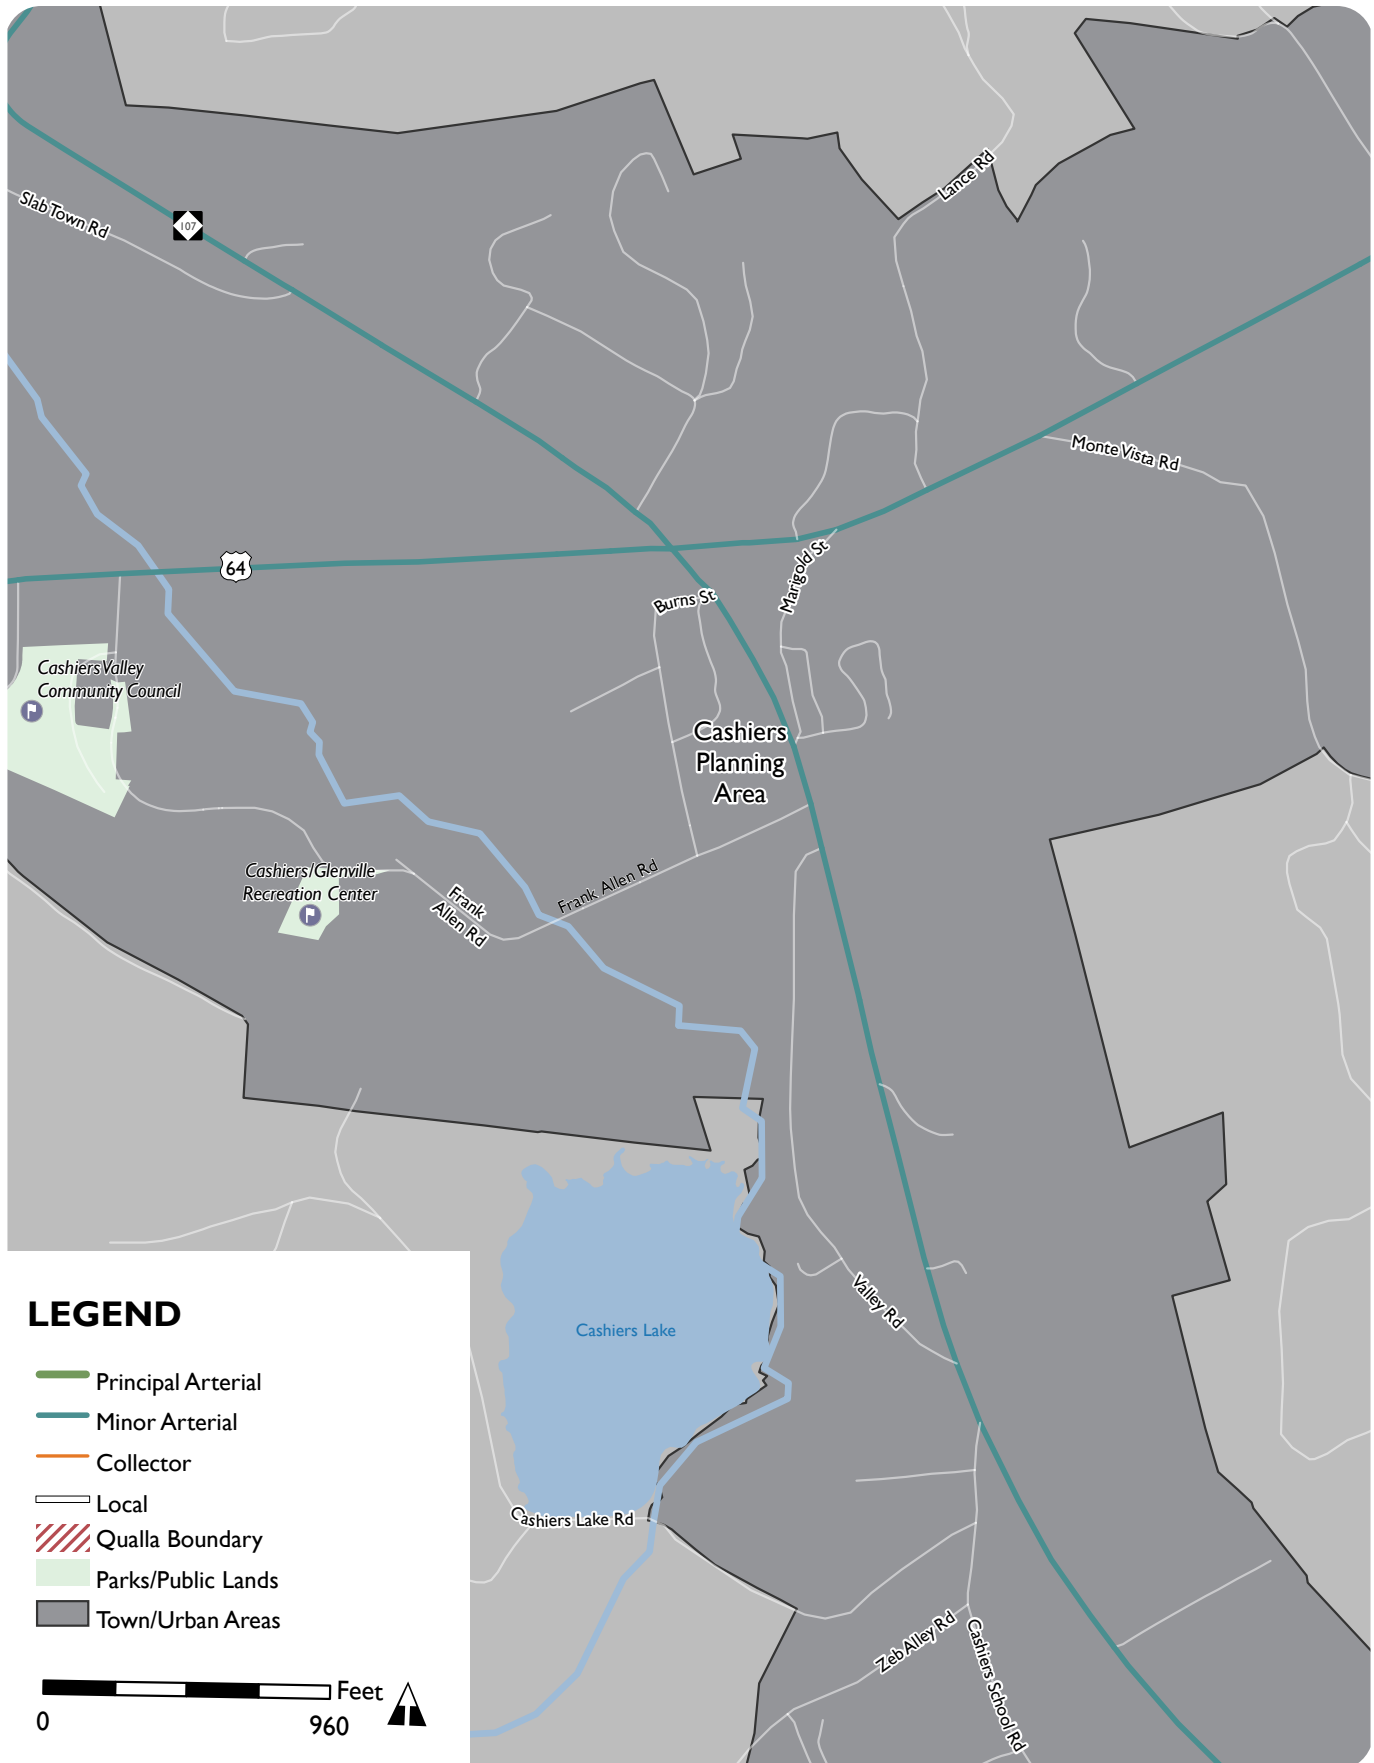 Lance Rd
Slab Town Rd
107
Monte Vista Rd
64
Marigold St
Burns St
Cashiers Valley
Community Council
Cashiers
Planning
Area
Cashiers/Glenville
Recreation Center
Frank
Allen Rd
Frank Allen Rd
Valley Rd
Cashiers Lake
Cashiers Lake Rd
Zeb Alley Rd
Cashiers School Rd
LEGEND
Principal Arterial
Minor Arterial
Collector
Local
Qualla Boundary
Parks/Public Lands
Town/Urban Areas
Feet
0 960